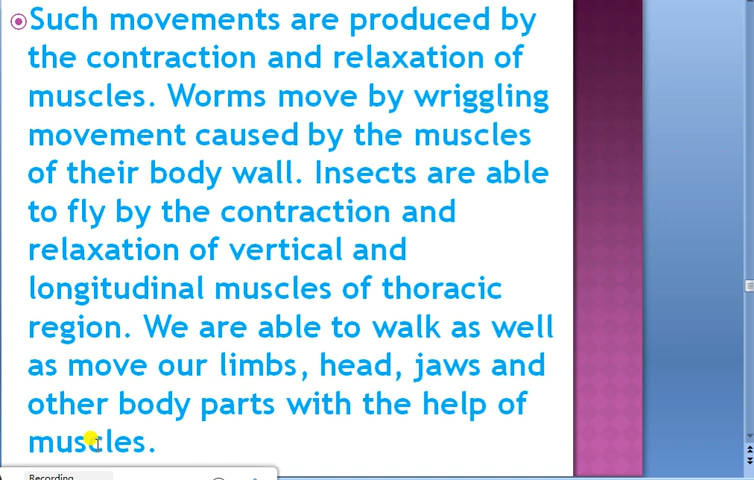 Such movements are produced by
the contraction and relaxation of
muscles. Worms move by wriggling
movement caused by the muscles
of their body wall. Insects are able
to fly by the contraction and
relaxation of vertical and
longitudinal muscles of thoracic
region. We are able to walk as well
as move our limbs, head, jaws and
other body parts with the help of
muscles.
Recording